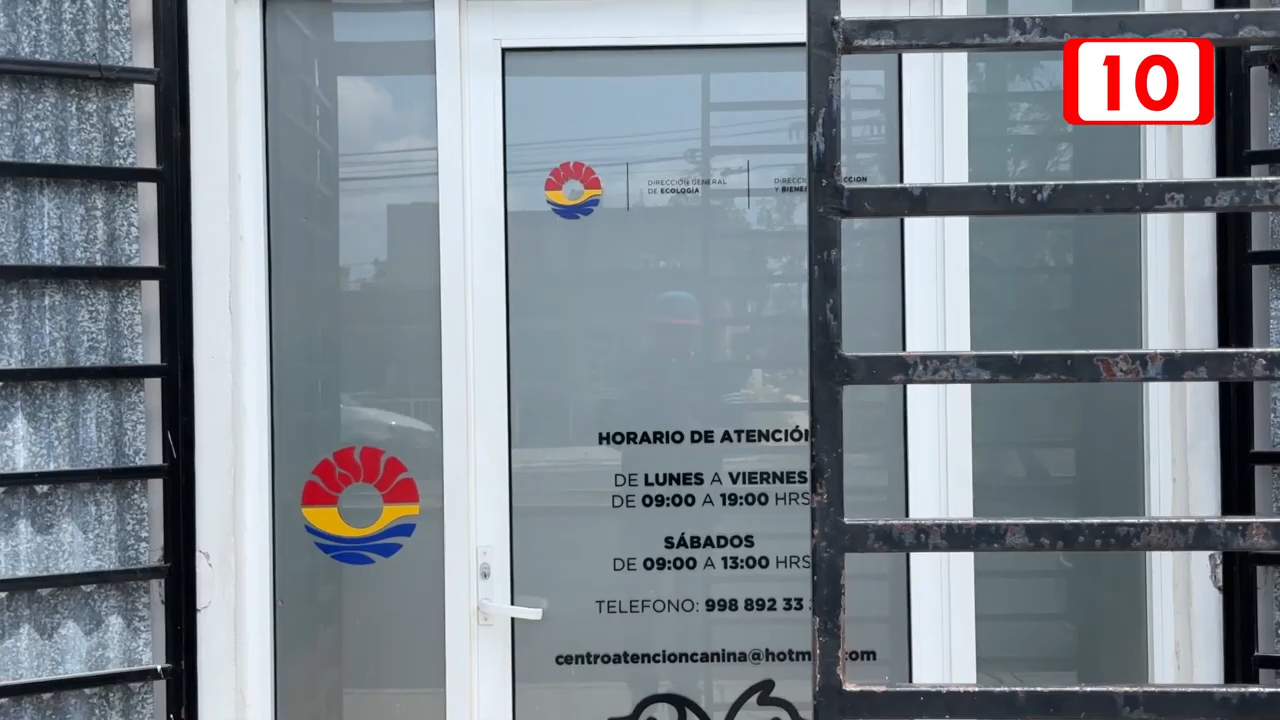 10
DIRECCIÓN GENERAL
DE ECOLOGÍA
HORARIO DE ATENCIÓN
DE LUNES A VIERNES
DE 09:00 A 19:00 HRS
SÁBADOS
DE 09:00 A 13:00 HRS
TELEFONO: 998 892 33